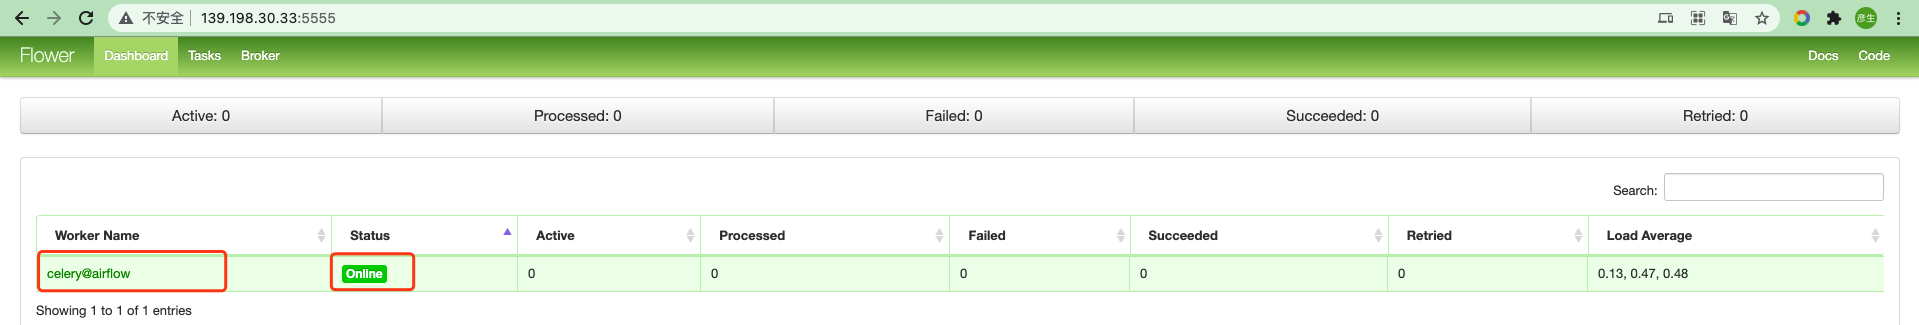 不安全 139.198.30.33:5555 彦生
Flower Dashboard Tasks Broker Docs Code
Active: 0 Processed: 0 Failed: 0 Succeeded: 0 Retried: 0
Search:
Worker Name Status Active Processed Failed Succeeded Retried Load Average
celery@airflow Online 0 0 0 0 0 0.13, 0.47, 0.48
Showing 1 to 1 of 1 entries